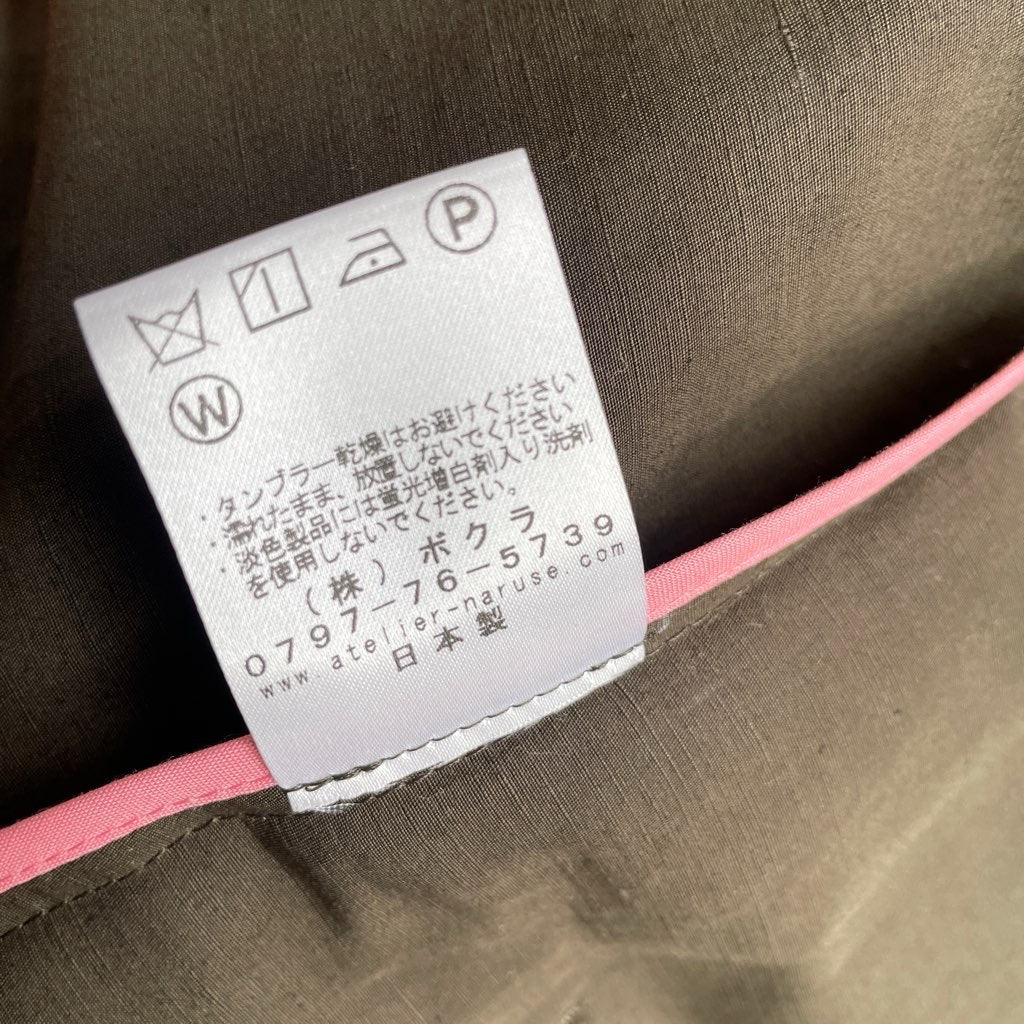 P
W
・タンブラー乾燥はお避けください
・濡れたまま、放置しないでください
・淡色製品には蛍光増白剤入り洗剤
を使用しないでください。
(株)ボクラ
0797-76-5739
www.atelier-naruse.com
日本製